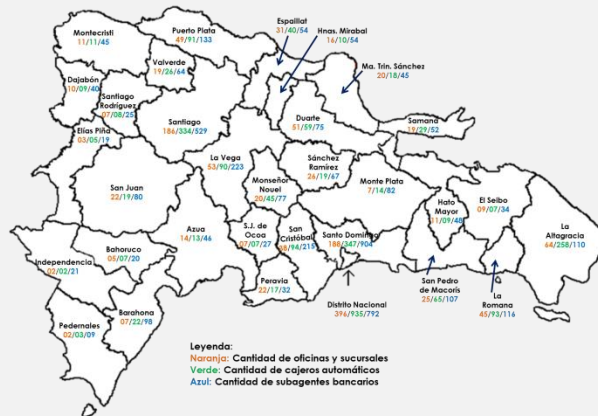 Espaillat
31/40/54
Hnas. Mirabal
16/10/54
Puerto Plata
49/91/133
Montecristi
11/11/45
Valverde
19/26/64
Ma. Trin. Sánchez
20/18/45
Dajabón
10/09/40
Santiago
Rodríguez
07/08/25
Santiago
186/334/529
Duarte
51/59/75
Samaná
19/29/52
Elías Piña
03/05/19
La Vega
53/90/223
Sánchez
Ramírez
26/19/67
Monseñor
Nouel
20/45/77
Monte Plata
7/14/82
San Juan
22/19/80
Hato
Mayor
11/09/48
El Seibo
09/07/34
La
Altagracia
64/258/110
Azua
14/13/46
S.J. de
Ocoa
07/07/27
San
Cristóbal
/94/215
Santo Domingo
188/347/904
Bahoruco
05/07/20
Independencia
02/02/21
Peravia
22/17/32
San Pedro
de Macorís
25/65/107
La
Romana
45/93/116
Distrito Nacional
396/935/792
Barahona
07/22/98
Pedernales
02/03/09
Leyenda:
Naranja: Cantidad de oficinas y sucursales
Verde: Cantidad de cajeros automáticos
Azul: Cantidad de subagentes bancarios